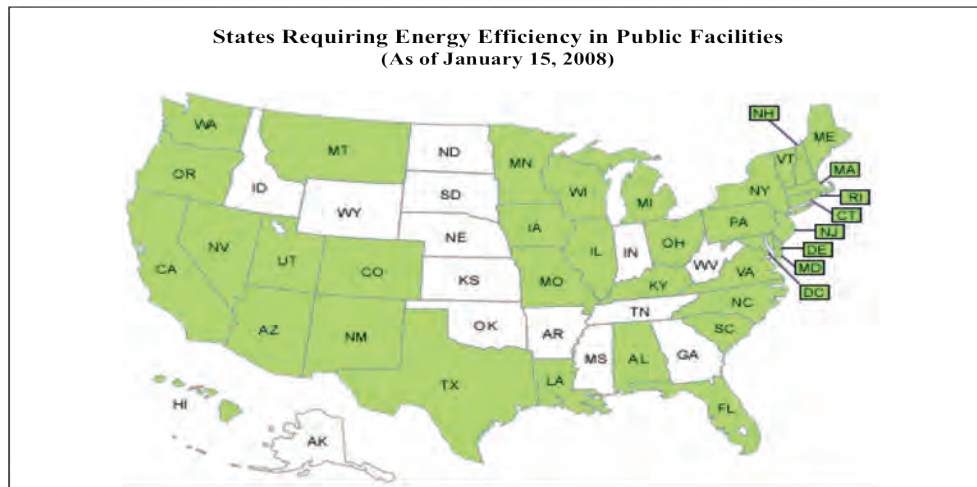 States Requiring Energy Efficiency in Public Facilities
(As of January 15, 2008)
WA
MT
ND
MN
NH
VT
ME
OR
ID
SD
WI
MI
NY
MA
WY
RI
CT
NE
IA
PA
NJ
NV
UT
CO
IL
IN
OH
WV
DE
CA
KS
MO
KY
VA
MD
DC
AZ
NM
OK
AR
TN
NC
SC
MS
AL
GA
TX
LA
FL
HI
AK